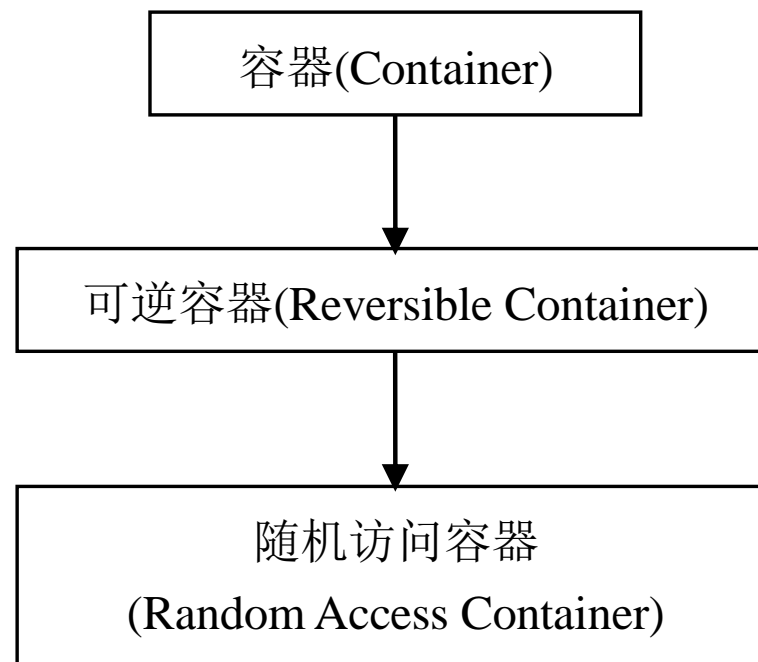 容器(Container)
可逆容器(Reversible Container)
随机访问容器
(Random Access Container)